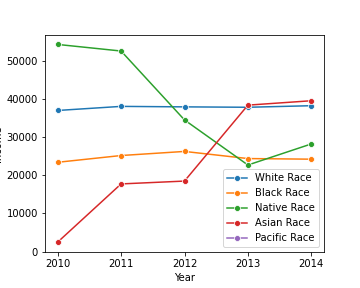 50000
40000
30000
20000
10000
0
2010 2011 2012 2013 2014
Year
White Race
Black Race
Native Race
Asian Race
Pacific Race